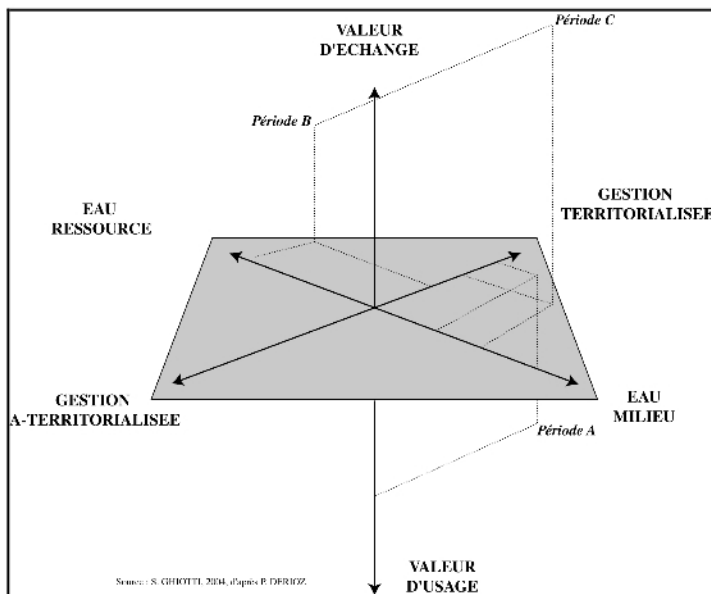 Période C
VALEUR
D'ECHANGE
Période B
GESTION
TERRITORIALISEE
EAU
RESSOURCE
GESTION
A-TERRITORIALISEE
EAU
MILIEU
Période A
VALEUR
D'USAGE
Source : S. GHIOTTI, 2004, d'après P. DERIOZ